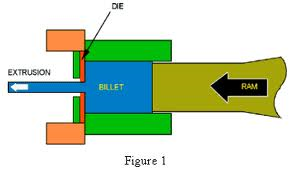 DIE
EXTRUSION
BILLET
RAM
Figure 1